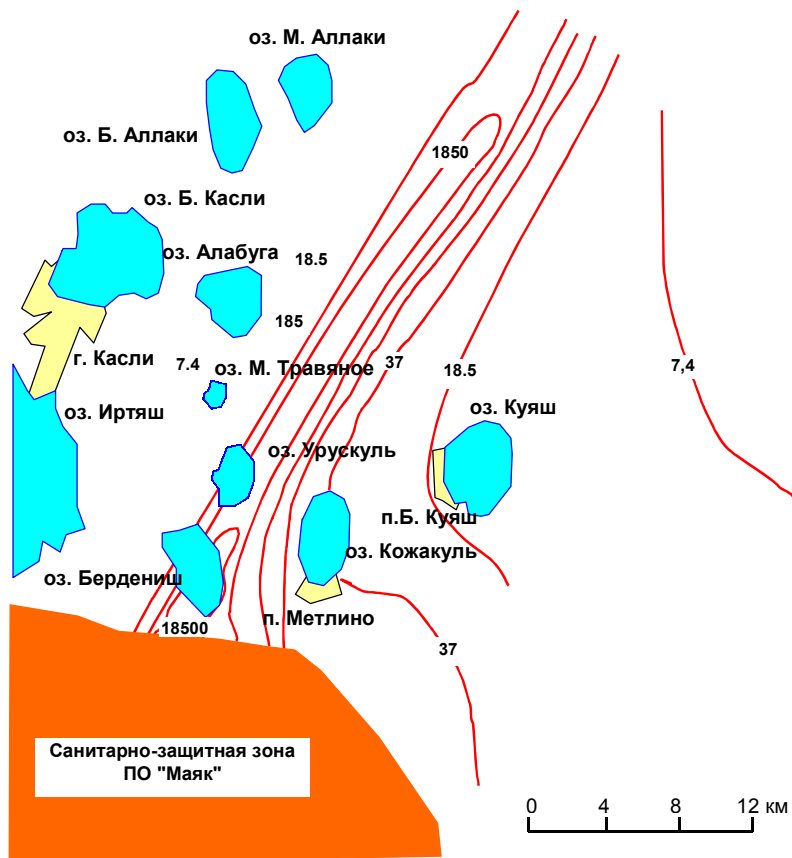 оз. М. Аллаки
оз. Б. Аллаки
1850
оз. Б. Касли
оз. Алабуга
18.5
185
г. Касли
7.4
оз. М. Травяное
37
18.5
7,4
оз. Иртяш
оз. Куяш
оз. Урускуль
п.Б. Куяш
оз. Кожакуль
оз. Бердениш
п. Метлино
18500
37
Санитарно-защитная зона
ПО "Маяк"
0 4 8 12 км